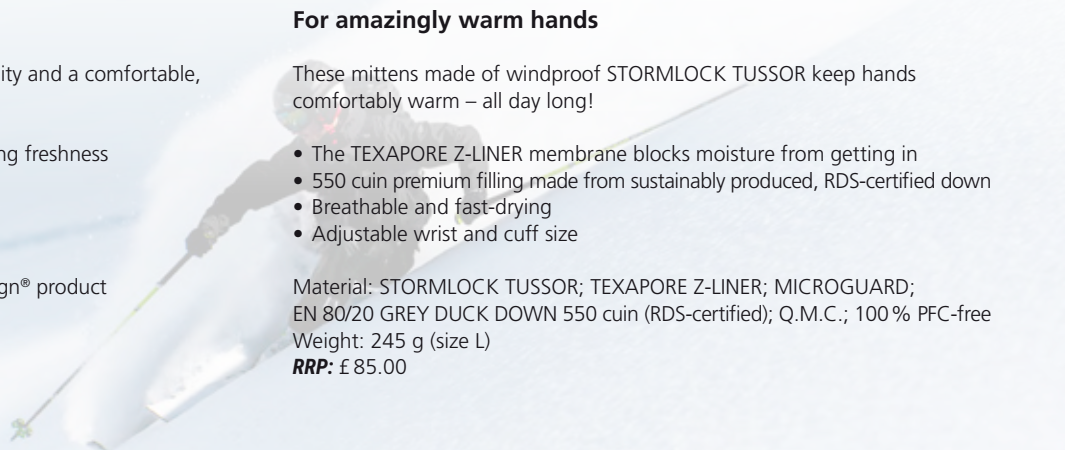 ity and a comfortable,
ng freshness
gn® product
For amazingly warm hands
These mittens made of windproof STORMLOCK TUSSOR keep hands
comfortably warm – all day long!
• The TEXAPORE Z-LINER membrane blocks moisture from getting in
• 550 cuin premium filling made from sustainably produced, RDS-certified down
• Breathable and fast-drying
• Adjustable wrist and cuff size
Material: STORMLOCK TUSSOR; TEXAPORE Z-LINER; MICROGUARD;
EN 80/20 GREY DUCK DOWN 550 cuin (RDS-certified); Q.M.C.; 100 % PFC-free
Weight: 245 g (size L)
RRP: £ 85.00